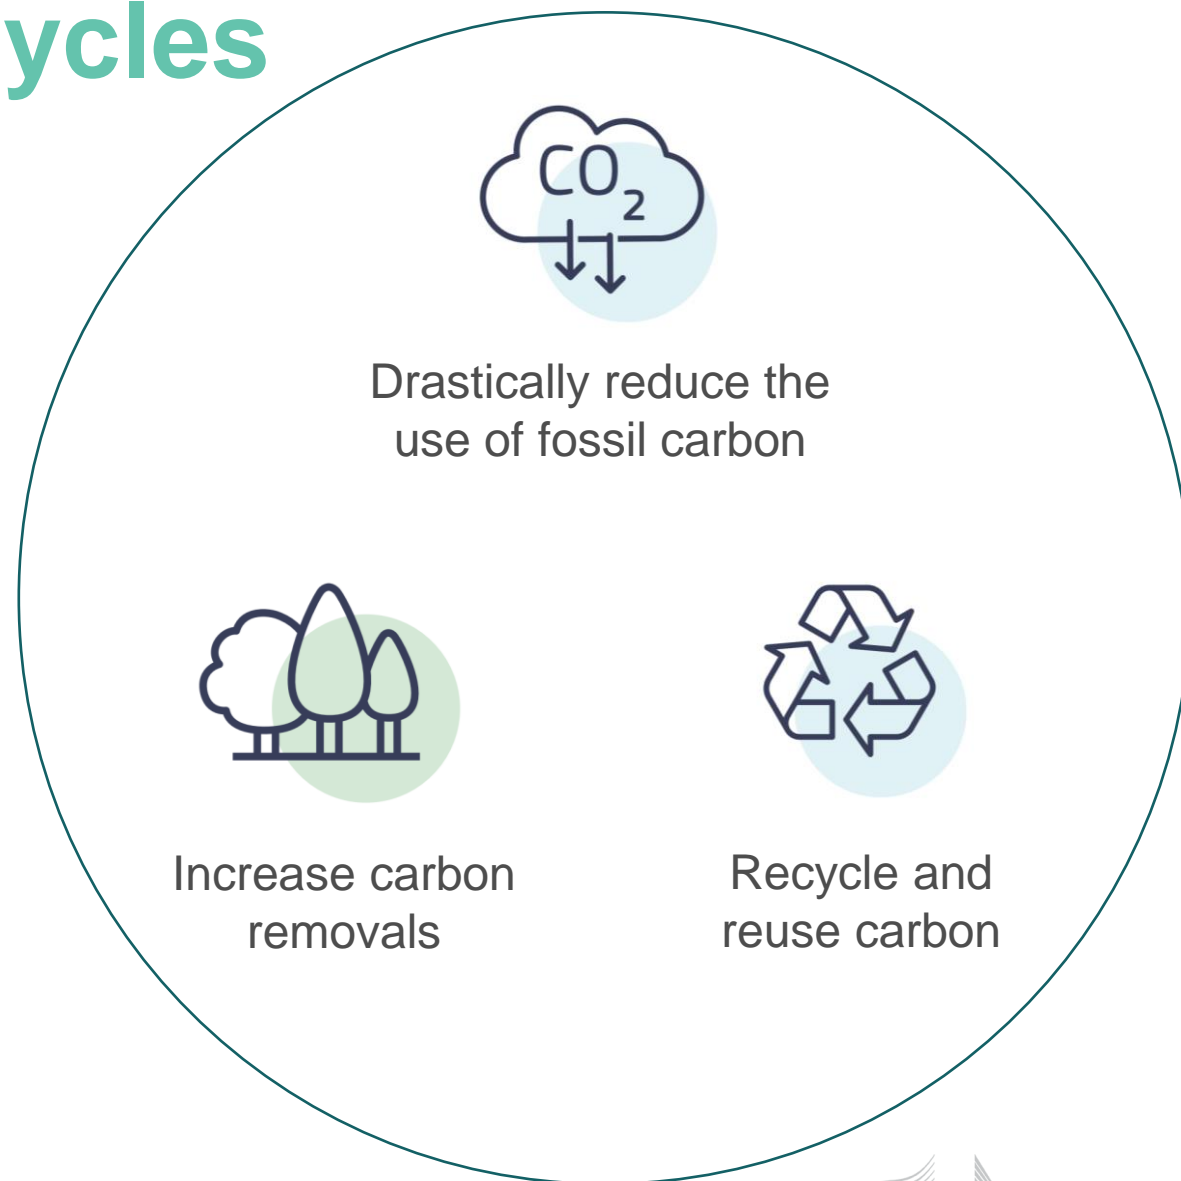 ycles
CO2
Drastically reduce the
use of fossil carbon
Increase carbon
removals
Recycle and
reuse carbon